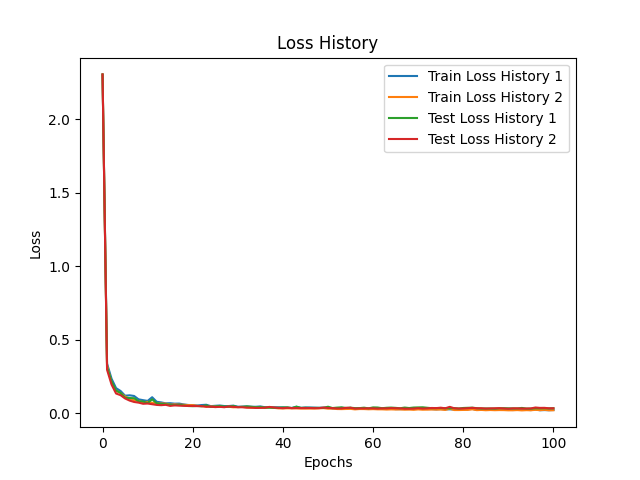 Loss History
Train Loss History 1
Train Loss History 2
Test Loss History 1
Test Loss History 2
2.0
1.5
1.0
0.5
0.0
Loss
0 20 40 60 80 100
Epochs